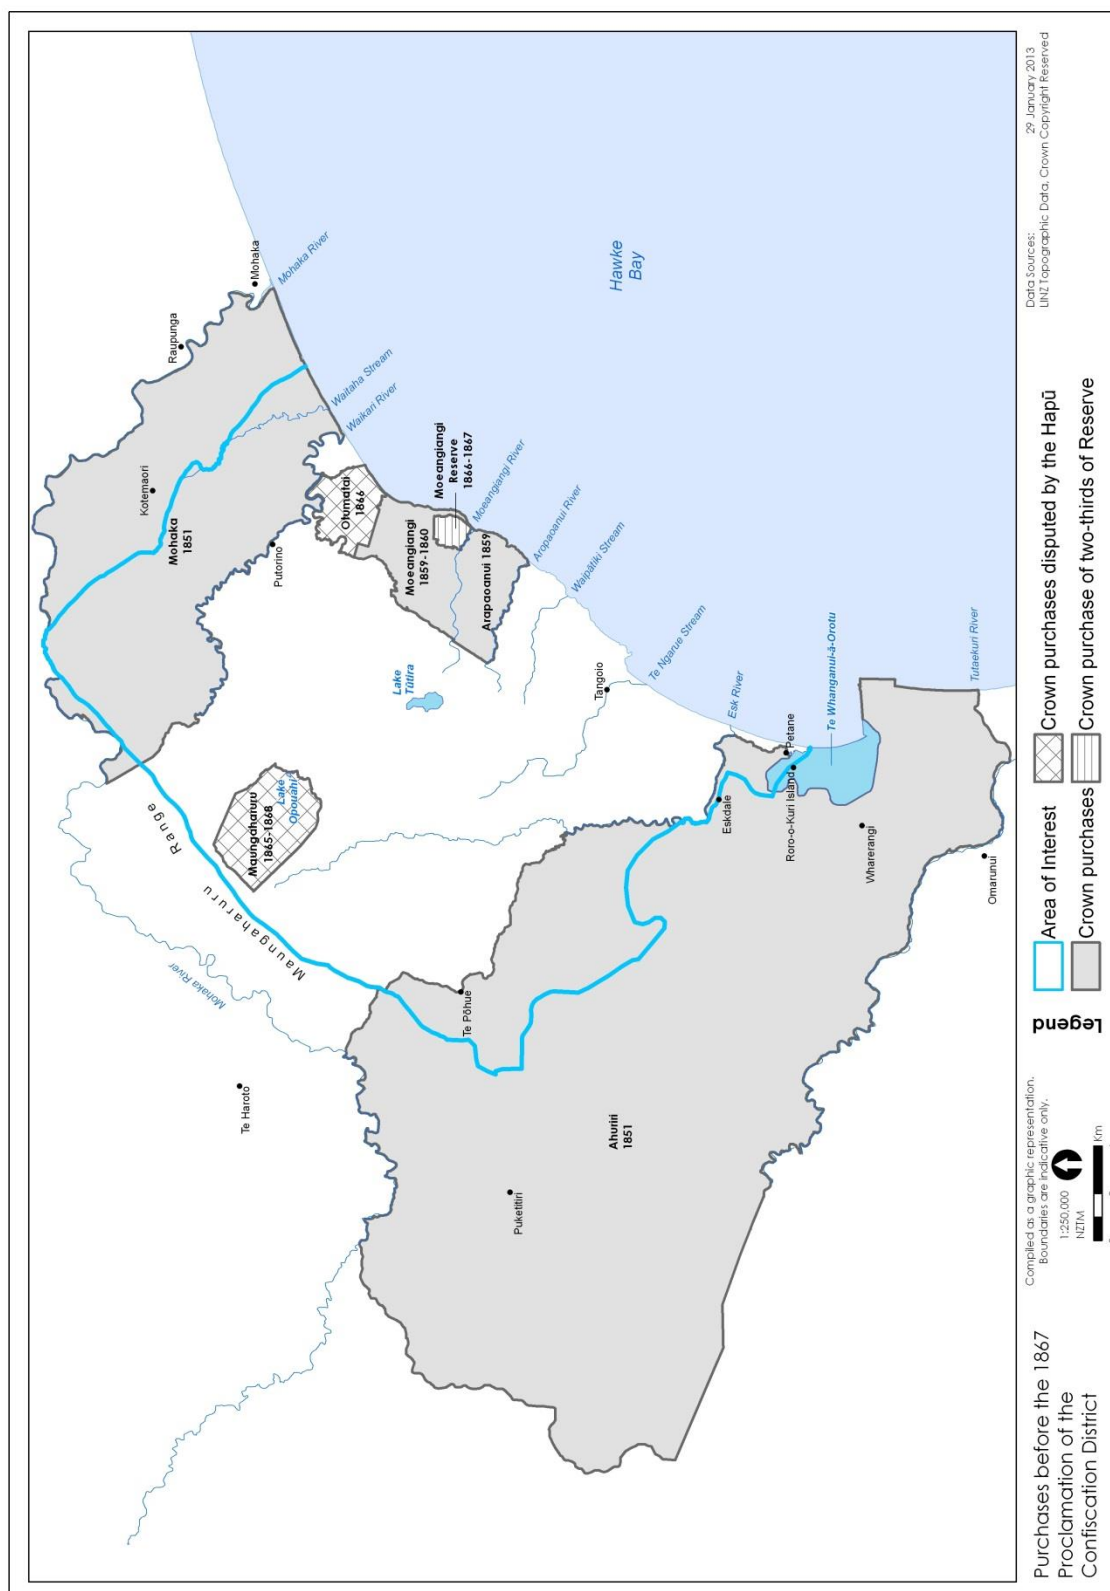 Purchases before the 1867
Proclamation of the
Confiscation District
Compiled as a graphic representation.
Boundaries are indicative only.
1:250,000
NZTM
Km
Legend
Area of Interest
Crown purchases
Crown purchases disputed by the Hapū
Crown purchase of two-thirds of Reserve
Data Sources:
29 January 2013
LINZ Topographic Data, Crown Copyright Reserved
Raupunga
Mohaka
Mohaka River
Kotemaori
Mohaka
1851
Waitaha Stream
Waikari River
Putorino
Otumatai
1866
Moeangiangi
Reserve
1866-1867
Moeangiangi
1859-1860
Moeangiangi River
Arapaoanui 1859
Aropaoanui River
Waipātiki Stream
Lake
Tūtira
Te Ngarue Stream
Tangoio
Hawke
Bay
Maungaharuru
1865-1868
Lake
Opouahi
Maungaharuru Range
Mohaka River
Te Haroto
Te Pōhue
Esk River
Eskdale
Petane
Roro-o-Kuri Island
Te Whanganui-ā-Orotu
Wharerangi
Tutaekuri River
Omarunui
Ahuriri
1851
Puketitiri